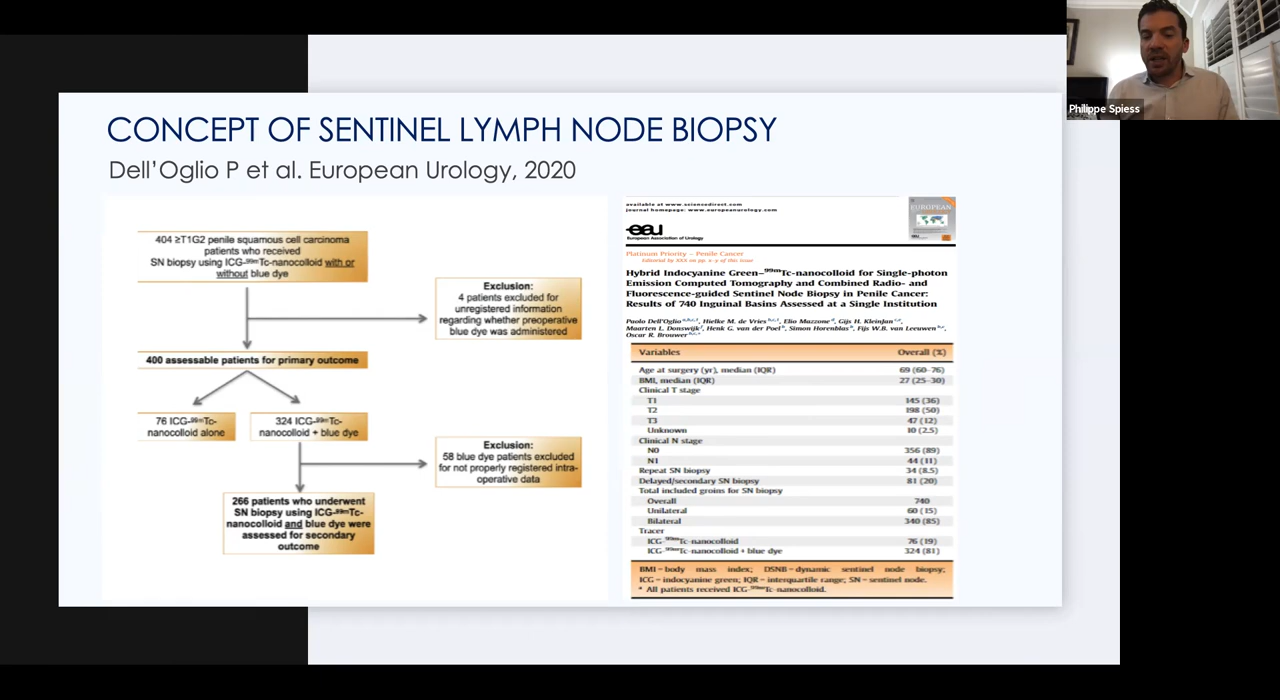 Philippe Spiess
CONCEPT OF SENTINEL LYMPH NODE BIOPSY
Dell'Oglio P et al. European Urology, 2020
404 ≥T1G2 penile squamous cell carcinoma
patients who received
SN biopsy using ICG-⁹⁹ᵐTc-nanocolloid with or
without blue dye
Exclusion:
4 patients excluded for
unregistered information
regarding whether preoperative
blue dye was administered
400 assessable patients for primary outcome
76 ICG-⁹⁹ᵐTc-
nanocolloid alone
324 ICG-⁹⁹ᵐTc-
nanocolloid + blue dye
Exclusion:
58 blue dye patients excluded
for not properly registered intra-
operative data
266 patients who underwent
SN biopsy using ICG-⁹⁹ᵐTc-
nanocolloid and blue dye were
assessed for secondary
outcome
available at www.sciencedirect.com
journal homepage: www.europeanurology.com
EUROPEAN
eau
European Association of Urology
Platinum Priority – Penile Cancer
Editorial by XXX on pp. x–y of this issue
Hybrid Indocyanine Green–⁹⁹ᵐTc-nanocolloid for Single-photon
Emission Computed Tomography and Combined Radio- and
Fluorescence-guided Sentinel Node Biopsy in Penile Cancer:
Results of 740 Inguinal Basins Assessed at a Single Institution
Paolo Dell'Oglio, Hielke M. de Vries, Elio Mazzone, Gijs H. KleinJan,
Maarten L. Donswijk, Henk G. van der Poel, Simon Horenblas, Fijs W.B. van Leeuwen,
Oscar R. Brouwer
Variables Overall (%)
Age at surgery (yr), median (IQR) 69 (60–76)
BMI, median (IQR) 27 (25–30)
Clinical T stage
T1 145 (36)
T2 198 (50)
T3 47 (12)
Unknown 10 (2.5)
Clinical N stage
N0 356 (89)
N1 44 (11)
Repeat SN biopsy 34 (8.5)
Delayed/secondary SN biopsy 81 (20)
Total included groins for SN biopsy
Overall 740
Unilateral 60 (15)
Bilateral 340 (85)
Tracer
ICG-⁹⁹ᵐTc-nanocolloid 76 (19)
ICG-⁹⁹ᵐTc-nanocolloid + blue dye 324 (81)
BMI = body mass index; DSNB = dynamic sentinel node biopsy;
ICG = indocyanine green; IQR = interquartile range; SN = sentinel node.
* All patients received ICG-⁹⁹ᵐTc-nanocolloid.